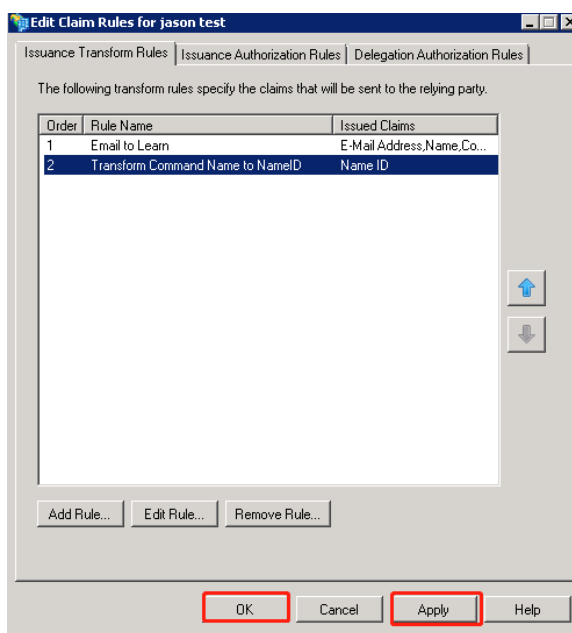 Edit Claim Rules for jason test
Issuance Transform Rules
Issuance Authorization Rules
Delegation Authorization Rules
The following transform rules specify the claims that will be sent to the relying party.
Order Rule Name Issued Claims
1 Email to Learn E-Mail Address,Name,Co...
2 Transform Command Name to NameID Name ID
Add Rule... Edit Rule... Remove Rule...
OK Cancel Apply Help